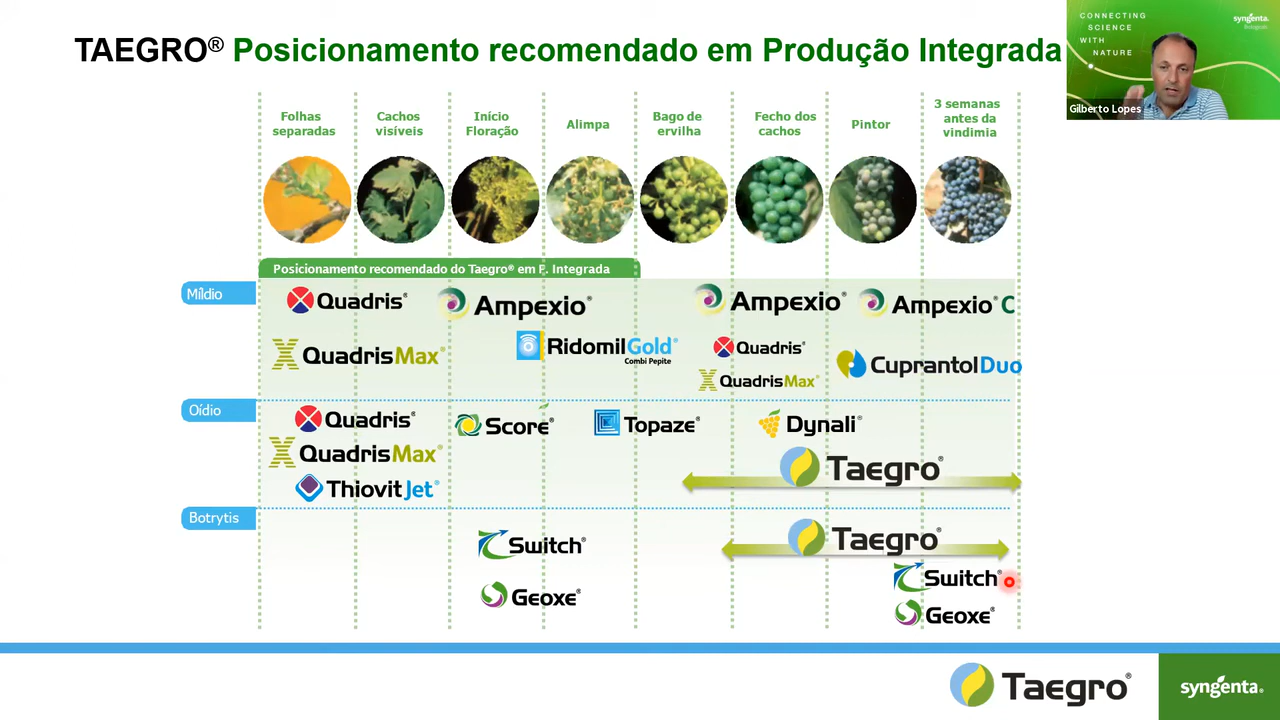 TAEGRO® Posicionamento recomendado em Produção Integrada
CONNECTING
SCIENCE
WITH
NATURE
syngenta.
Biologicals
Gilberto Lopes
Folhas
separadas
Cachos
visíveis
Início
Floração
Alimpa
Bago de
ervilha
Fecho dos
cachos
Pintor
3 semanas
antes da
vindimia
Posicionamento recomendado do Taegro® em P. Integrada
Míldio
Quadris®
Ampexio®
Ampexio®
Ampexio® C
QuadrisMax®
RidomilGold®
Combi Pepite
Quadris®
QuadrisMax®
CuprantolDuo
Oídio
Quadris®
Score®
Topaze®
Dynali®
QuadrisMax®
Taegro®
ThiovitJet®
Botrytis
Switch®
Taegro®
Switch®
Geoxe®
Geoxe®
Taegro®
syngenta®